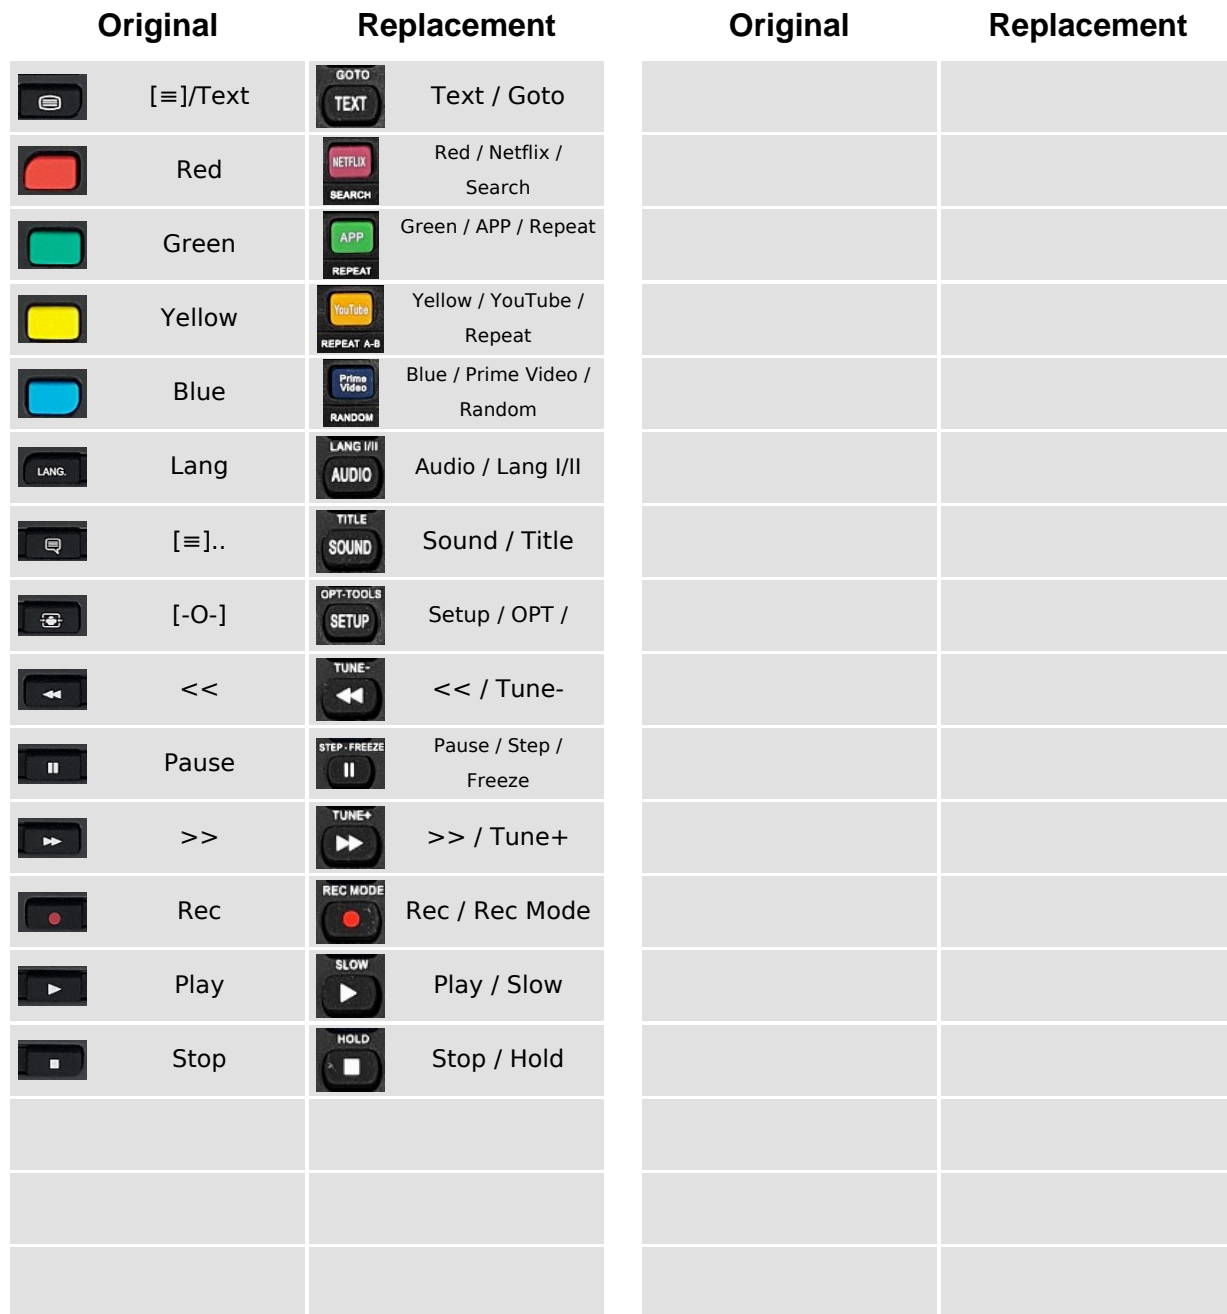 Original Replacement Original Replacement
[≡]/Text GOTO TEXT Text / Goto
Red NETFLIX SEARCH Red / Netflix / Search
Green APP REPEAT Green / APP / Repeat
Yellow YouTube REPEAT A-B Yellow / YouTube / Repeat
Blue Prime Video RANDOM Blue / Prime Video / Random
LANG. Lang LANG I/II AUDIO Audio / Lang I/II
[≡].. TITLE SOUND Sound / Title
[-O-] OPT-TOOLS SETUP Setup / OPT /
<< TUNE- << / Tune-
Pause STEP-FREEZE Pause / Step / Freeze
>> TUNE+ >> / Tune+
Rec REC MODE Rec / Rec Mode
Play SLOW Play / Slow
Stop HOLD Stop / Hold